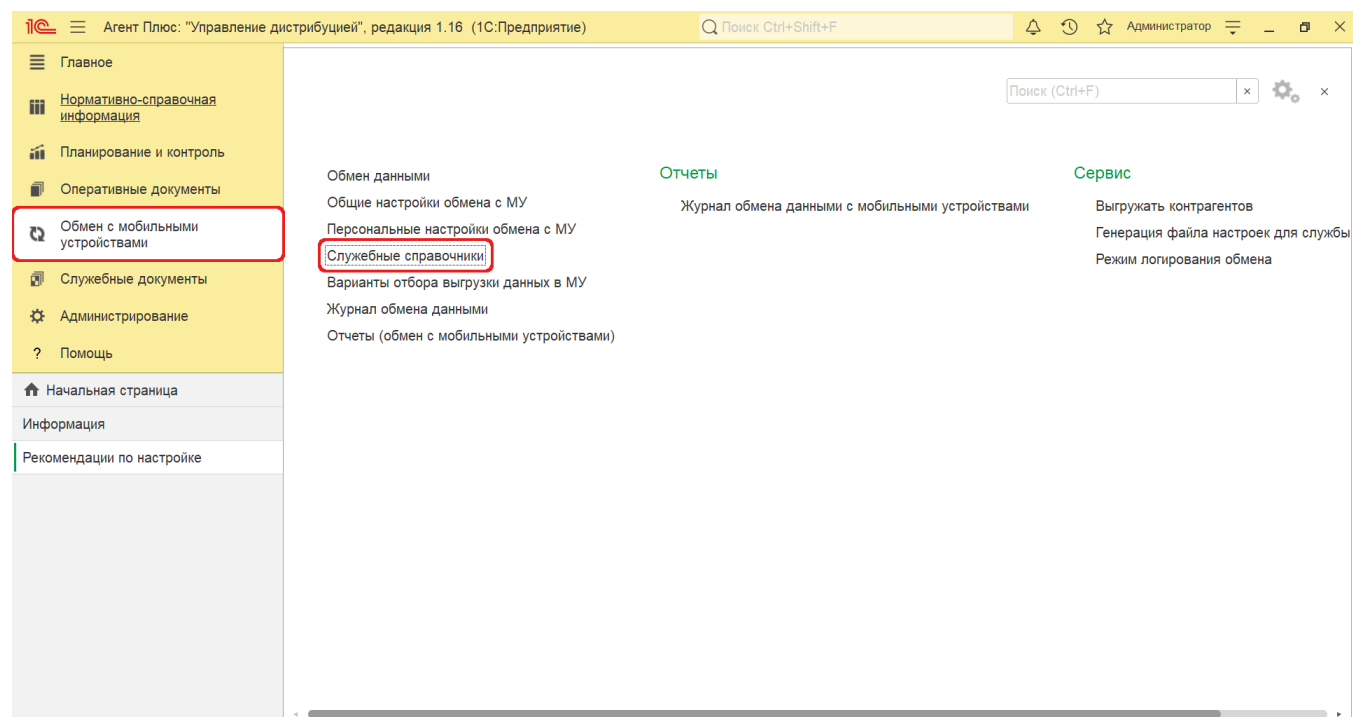 1С Агент Плюс: "Управление дистрибуцией", редакция 1.16 (1С:Предприятие)
Поиск Ctrl+Shift+F
Администратор
Главное
Нормативно-справочная
информация
Планирование и контроль
Оперативные документы
Обмен с мобильными
устройствами
Служебные документы
Администрирование
? Помощь
Начальная страница
Информация
Рекомендации по настройке
Поиск (Ctrl+F)
×
×
Обмен данными
Общие настройки обмена с МУ
Персональные настройки обмена с МУ
Служебные справочники
Варианты отбора выгрузки данных в МУ
Журнал обмена данными
Отчеты (обмен с мобильными устройствами)
Отчеты
Журнал обмена данными с мобильными устройствами
Сервис
Выгружать контрагентов
Генерация файла настроек для службы
Режим логирования обмена